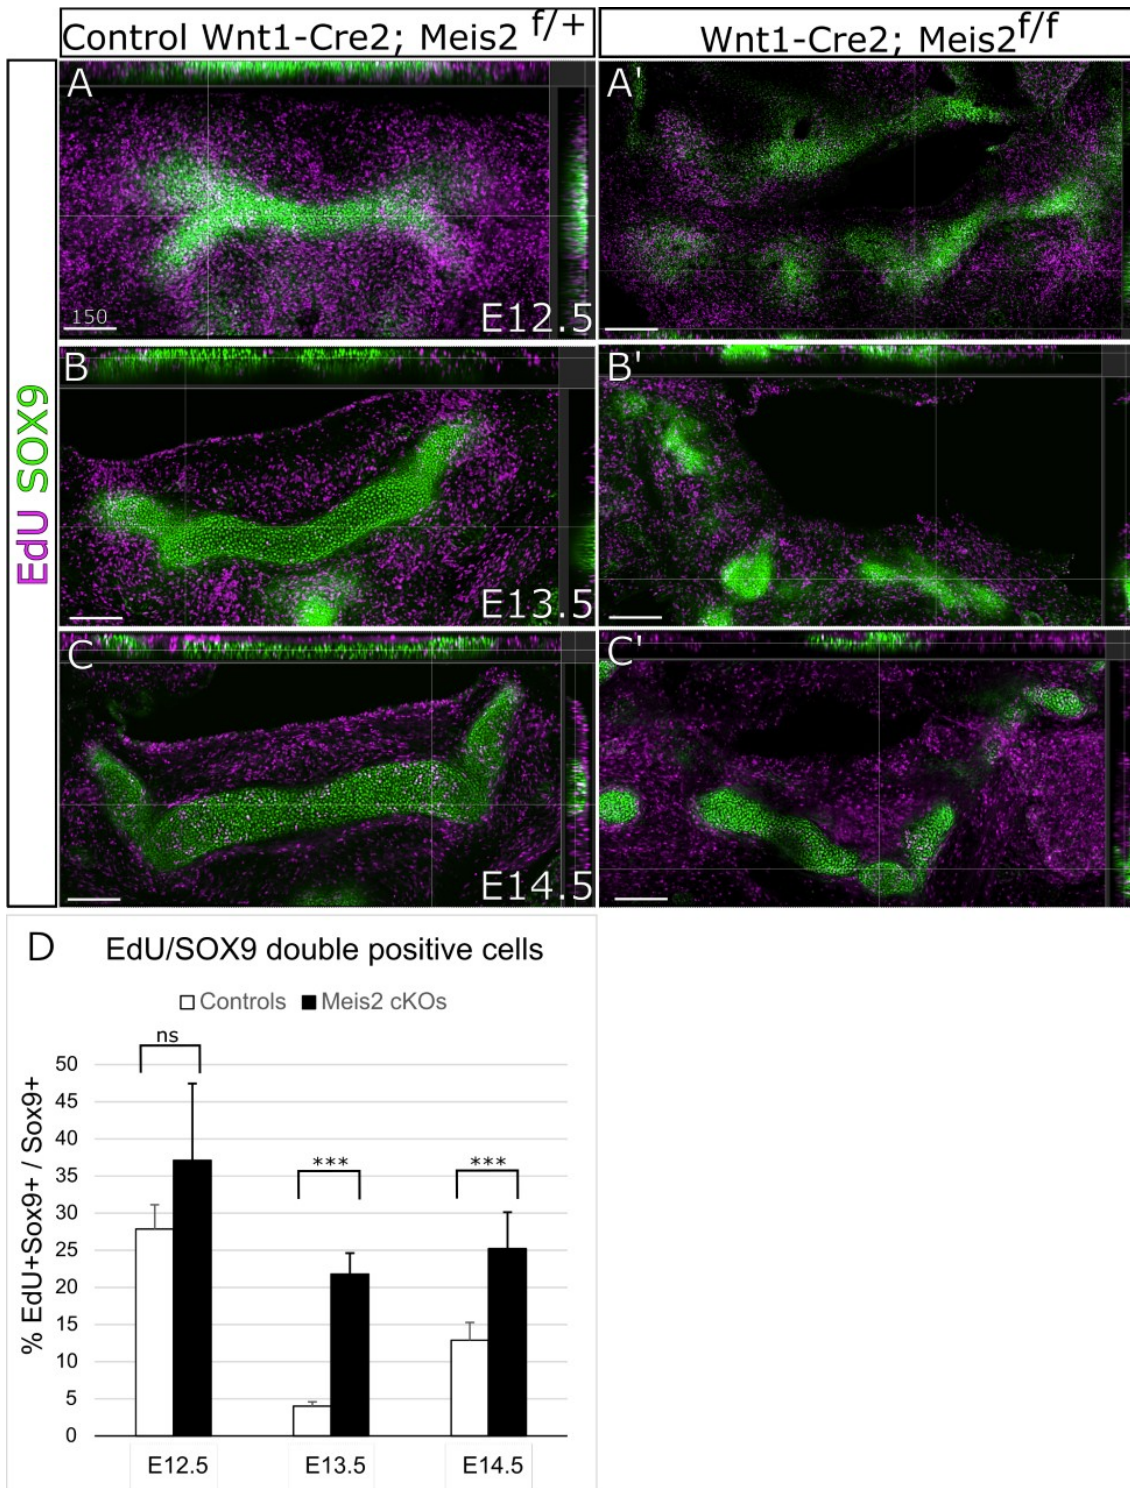 Control Wnt1-Cre2; Meis2 f/+
Wnt1-Cre2; Meis2 f/f
EdU SOX9
A
150
E12.5
A'
B
E13.5
B'
C
E14.5
C'
D EdU/SOX9 double positive cells
Controls Meis2 cKOs
% EdU+Sox9+ / Sox9+
ns
***
***
50
45
40
35
30
25
20
15
10
5
0
E12.5 E13.5 E14.5